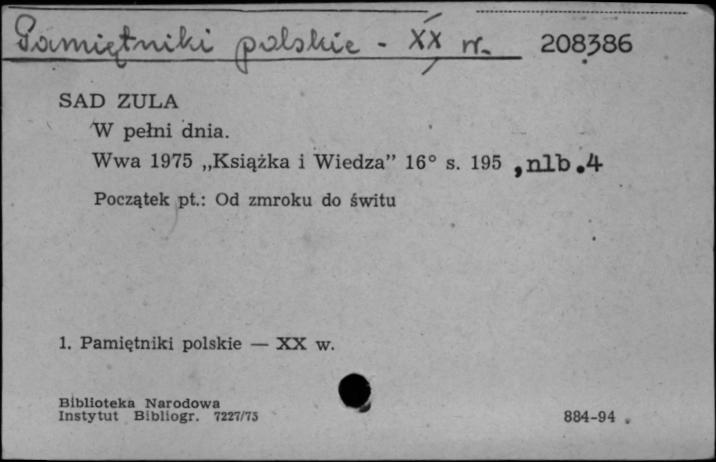 Pamiętniki polskie - XX w. 208386
SAD ZULA
W pełni dnia.
Wwa 1975 „Książka i Wiedza” 16° s. 195 , nlb. 4
Początek pt.: Od zmroku do świtu
1. Pamiętniki polskie — XX w.
Biblioteka Narodowa
Instytut Bibliogr. 7227/75 884-94